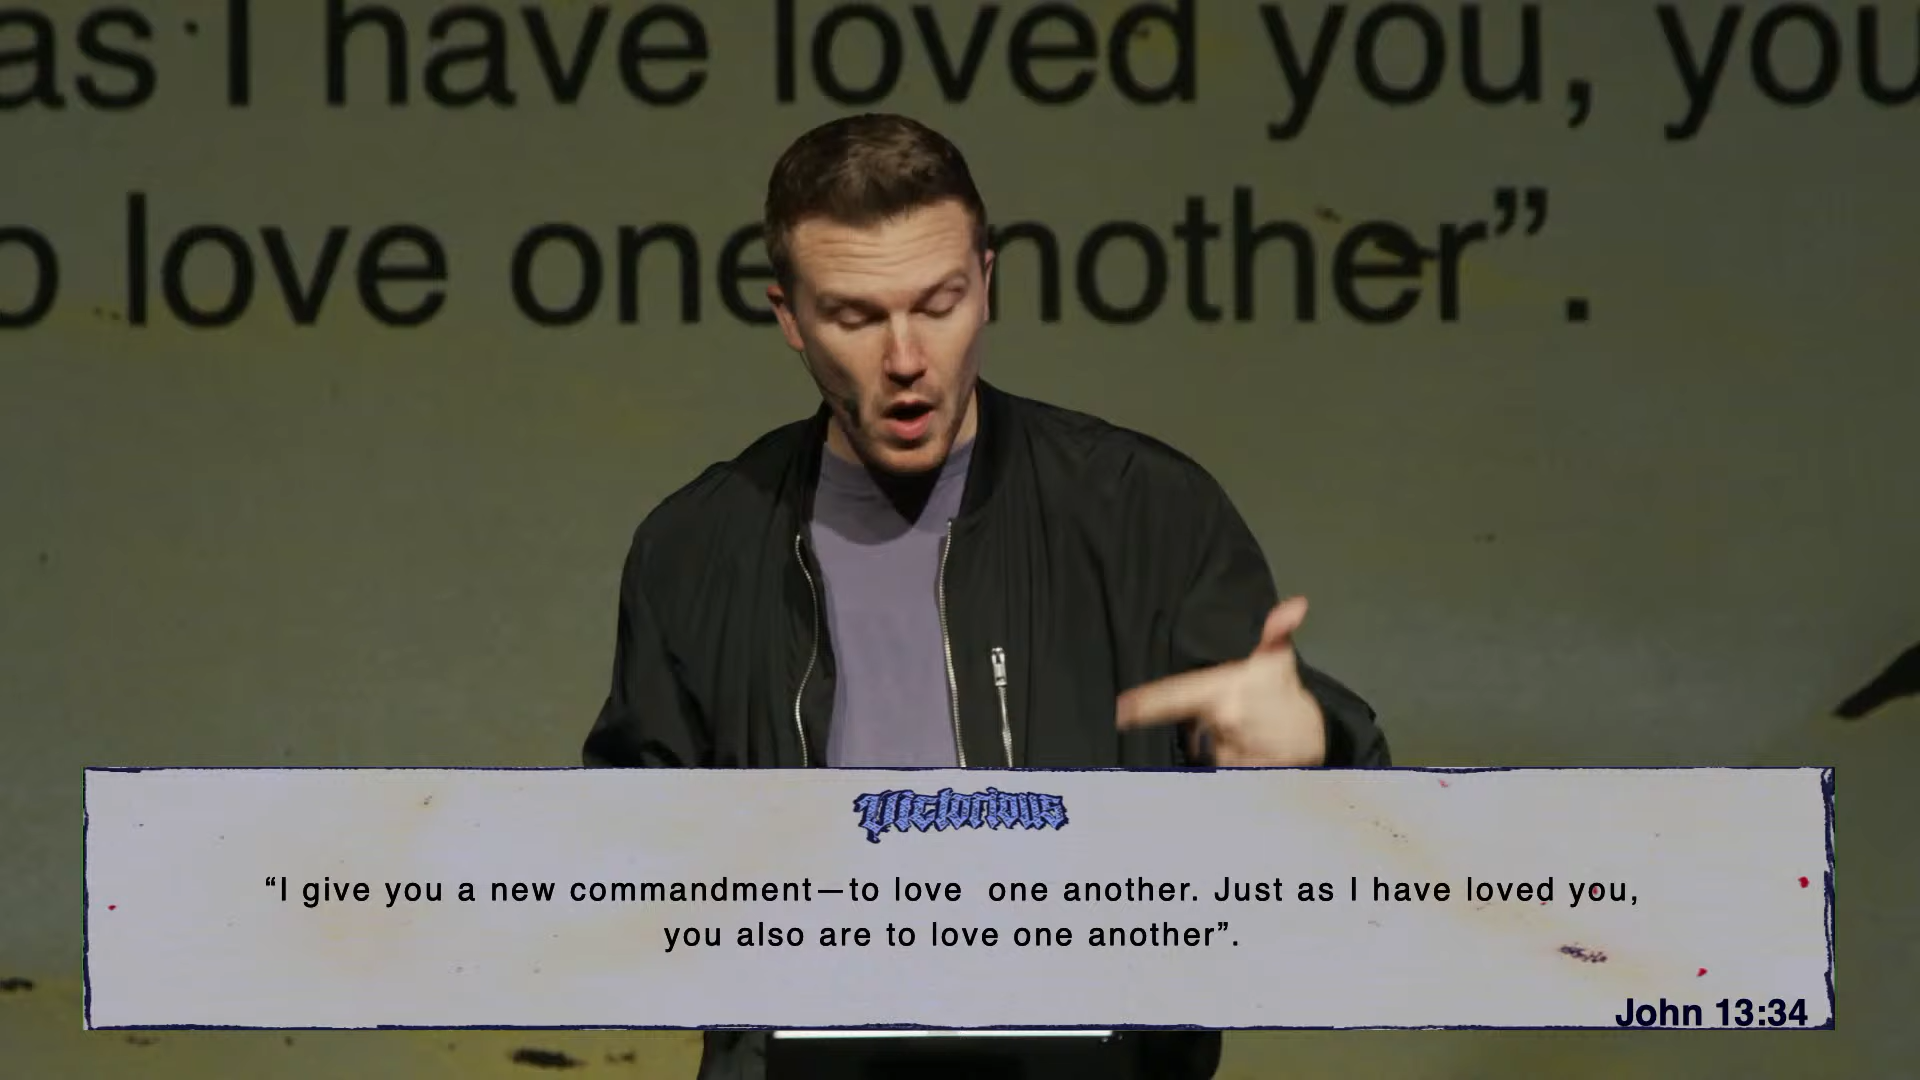 as I have loved you, you
o love one nother”.
Victorious
“I give you a new commandment—to love  one another. Just as I have loved you,
you also are to love one another”.
John 13:34